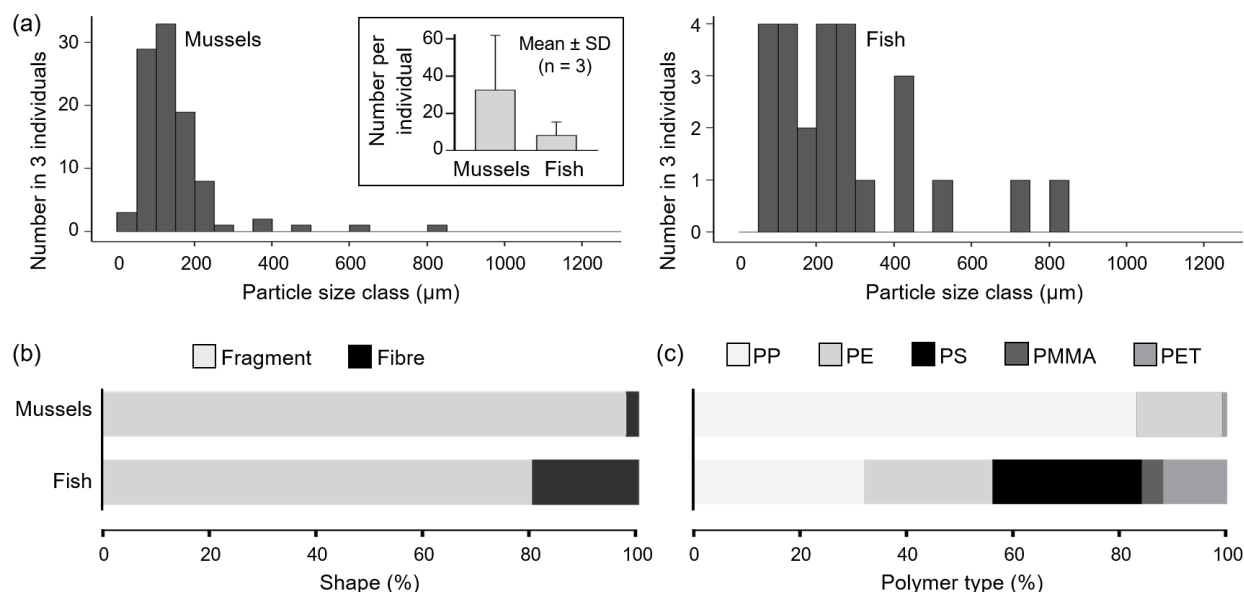 (a)
Number in 3 individuals
30
20
10
0
Mussels
0 200 400 600 800 1000 1200
Particle size class (µm)
Number per
individual
60
40
20
0
Mean ± SD
(n = 3)
Mussels Fish
Number in 3 individuals
4
3
2
1
0
Fish
0 200 400 600 800 1000 1200
Particle size class (µm)
(b)
Fragment Fibre
Mussels
Fish
0 20 40 60 80 100
Shape (%)
(c)
PP PE PS PMMA PET
0 20 40 60 80 100
Polymer type (%)